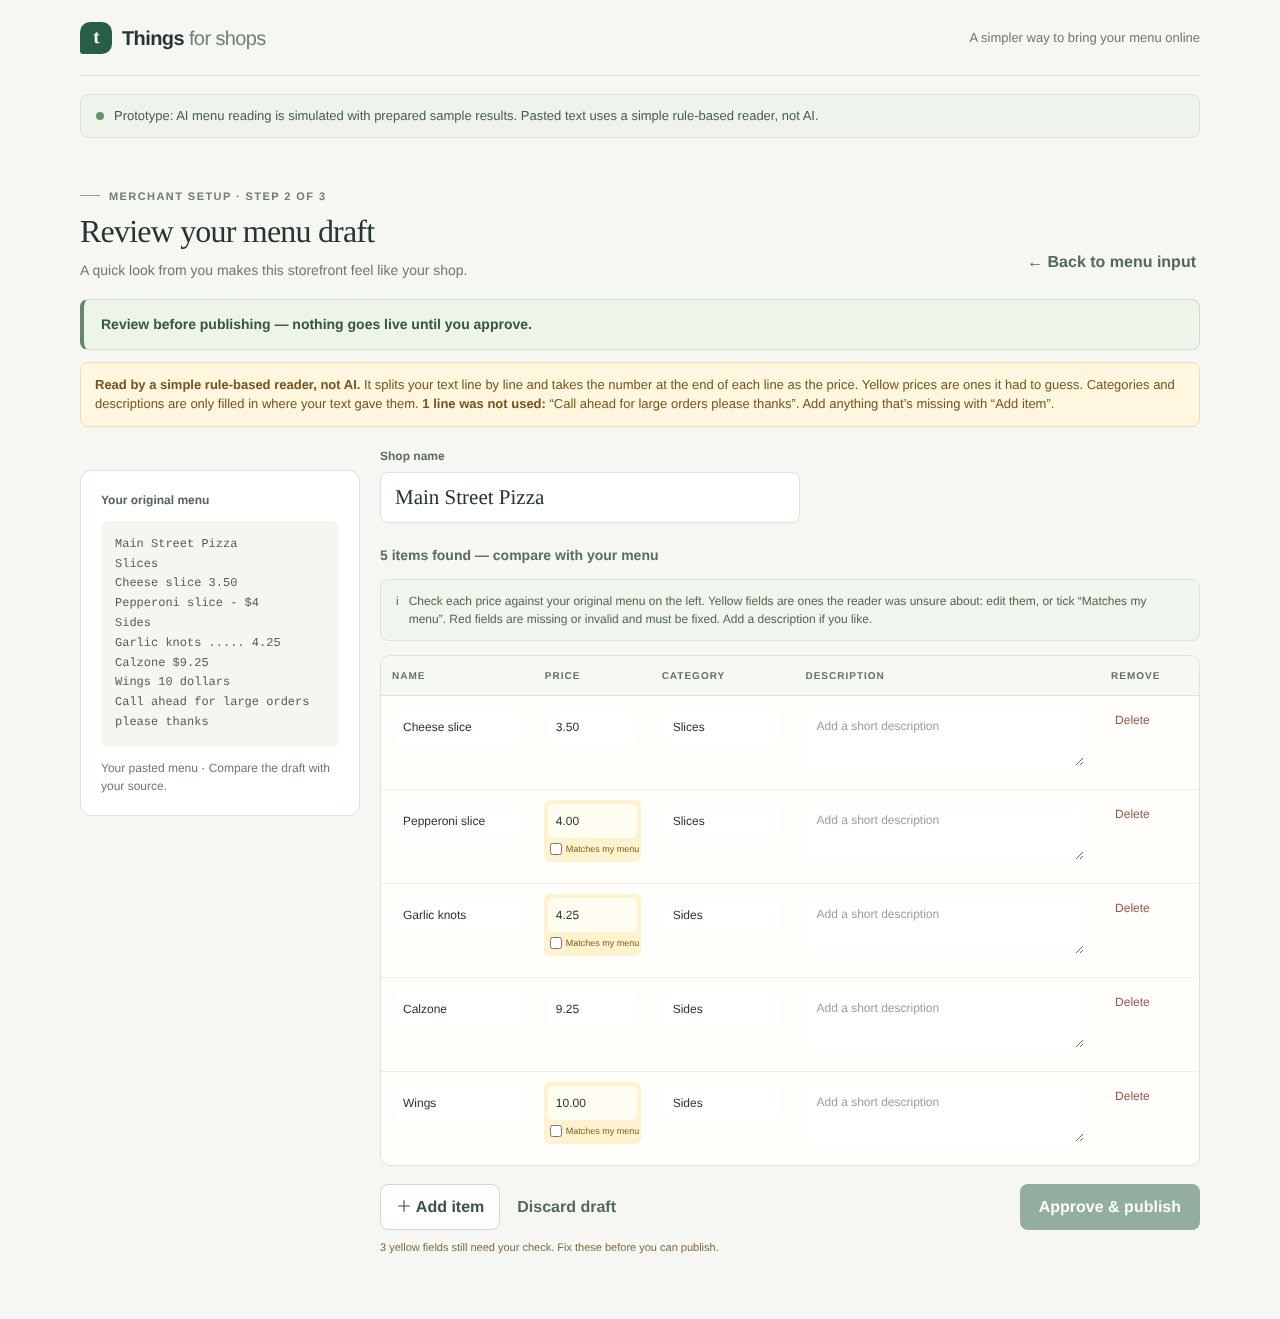 t Things for shops
A simpler way to bring your menu online
Prototype: AI menu reading is simulated with prepared sample results. Pasted text uses a simple rule-based reader, not AI.
MERCHANT SETUP · STEP 2 OF 3
Review your menu draft
A quick look from you makes this storefront feel like your shop.
← Back to menu input
Review before publishing — nothing goes live until you approve.
Read by a simple rule-based reader, not AI. It splits your text line by line and takes the number at the end of each line as the price. Yellow prices are ones it had to guess. Categories and
descriptions are only filled in where your text gave them. 1 line was not used: “Call ahead for large orders please thanks”. Add anything that’s missing with “Add item”.
Your original menu
Main Street Pizza
Slices
Cheese slice 3.50
Pepperoni slice - $4
Sides
Garlic knots ..... 4.25
Calzone $9.25
Wings 10 dollars
Call ahead for large orders
please thanks
Your pasted menu · Compare the draft with
your source.
Shop name
Main Street Pizza
5 items found — compare with your menu
i Check each price against your original menu on the left. Yellow fields are ones the reader was unsure about: edit them, or tick “Matches my
menu”. Red fields are missing or invalid and must be fixed. Add a description if you like.
NAME PRICE CATEGORY DESCRIPTION REMOVE
Cheese slice 3.50 Slices Add a short description Delete
Pepperoni slice 4.00 Slices Add a short description Delete
Matches my menu
Garlic knots 4.25 Sides Add a short description Delete
Matches my menu
Calzone 9.25 Sides Add a short description Delete
Wings 10.00 Sides Add a short description Delete
Matches my menu
+ Add item
Discard draft
Approve & publish
3 yellow fields still need your check. Fix these before you can publish.